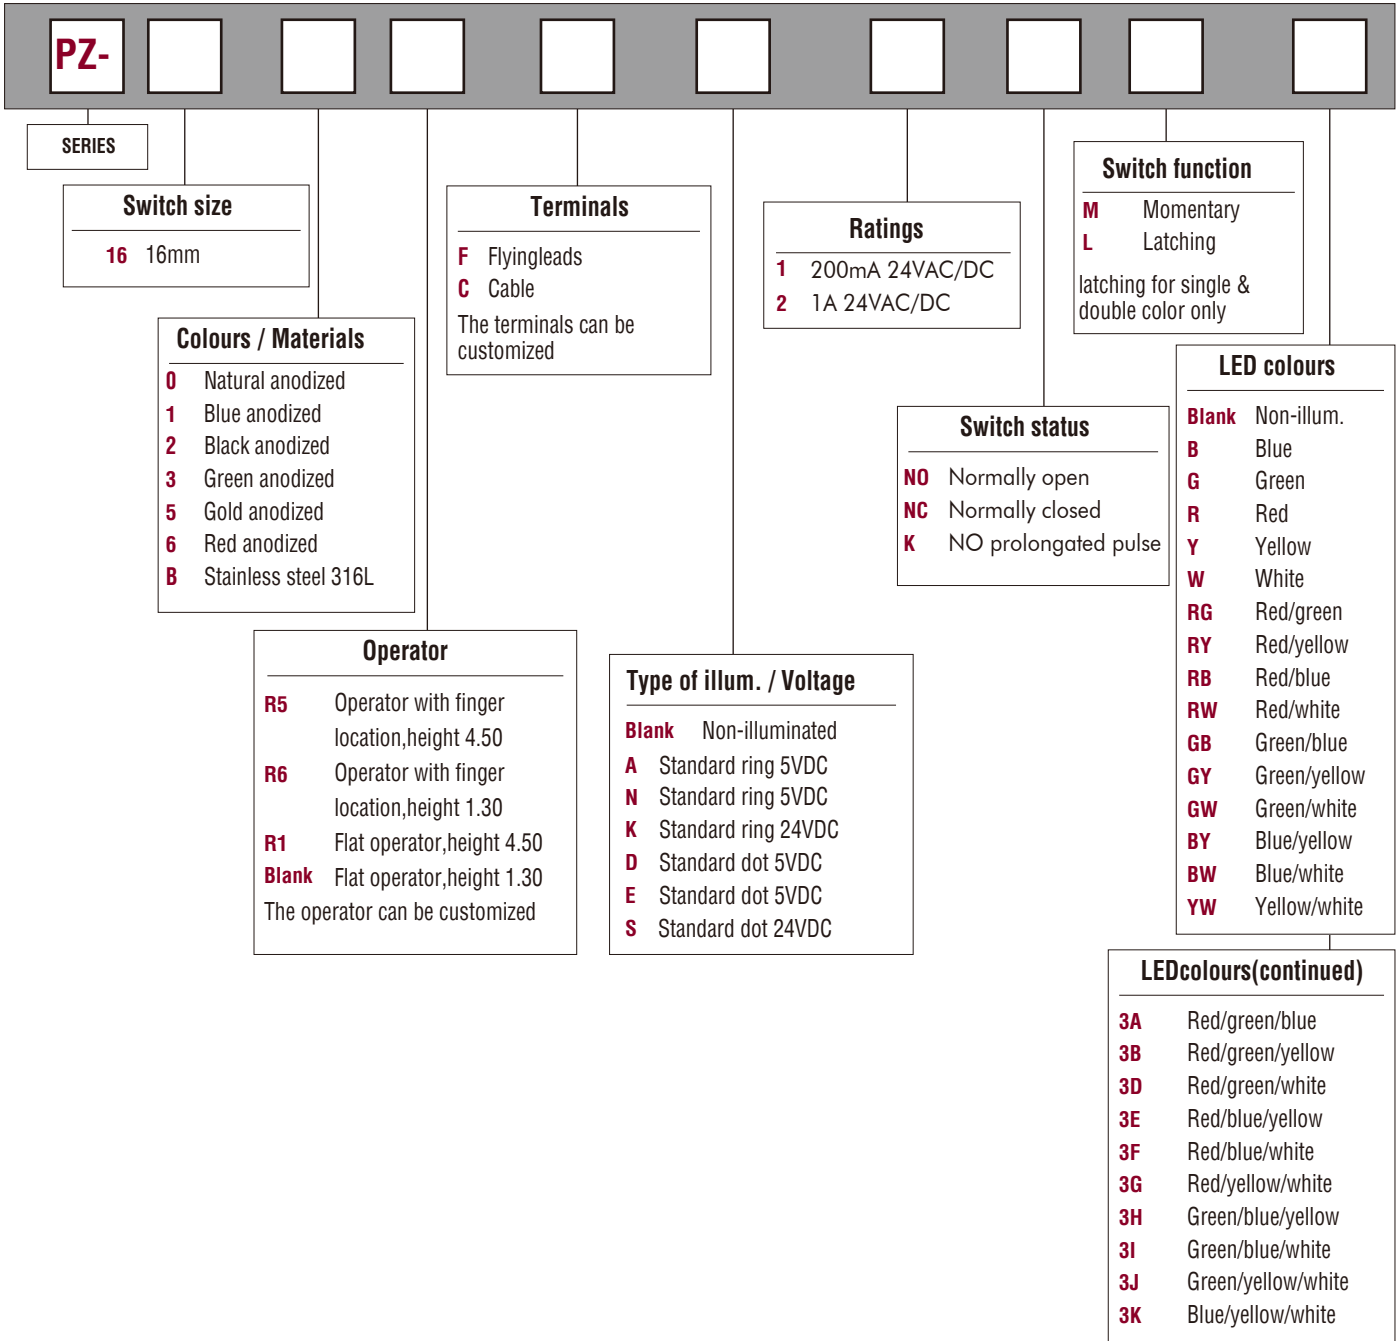 PZ-
SERIES
Switch size
16 16mm
Colours / Materials
0 Natural anodized
1 Blue anodized
2 Black anodized
3 Green anodized
5 Gold anodized
6 Red anodized
B Stainless steel 316L
Operator
R5 Operator with finger
location,height 4.50
R6 Operator with finger
location,height 1.30
R1 Flat operator,height 4.50
Blank Flat operator,height 1.30
The operator can be customized
Terminals
F Flyingleads
C Cable
The terminals can be
customized
Type of illum. / Voltage
Blank Non-illuminated
A Standard ring 5VDC
N Standard ring 5VDC
K Standard ring 24VDC
D Standard dot 5VDC
E Standard dot 5VDC
S Standard dot 24VDC
Ratings
1 200mA 24VAC/DC
2 1A 24VAC/DC
Switch status
NO Normally open
NC Normally closed
K NO prolongated pulse
Switch function
M Momentary
L Latching
latching for single &
double color only
LED colours
Blank Non-illum.
B Blue
G Green
R Red
Y Yellow
W White
RG Red/green
RY Red/yellow
RB Red/blue
RW Red/white
GB Green/blue
GY Green/yellow
GW Green/white
BY Blue/yellow
BW Blue/white
YW Yellow/white
LEDcolours(continued)
3A Red/green/blue
3B Red/green/yellow
3D Red/green/white
3E Red/blue/yellow
3F Red/blue/white
3G Red/yellow/white
3H Green/blue/yellow
3I Green/blue/white
3J Green/yellow/white
3K Blue/yellow/white